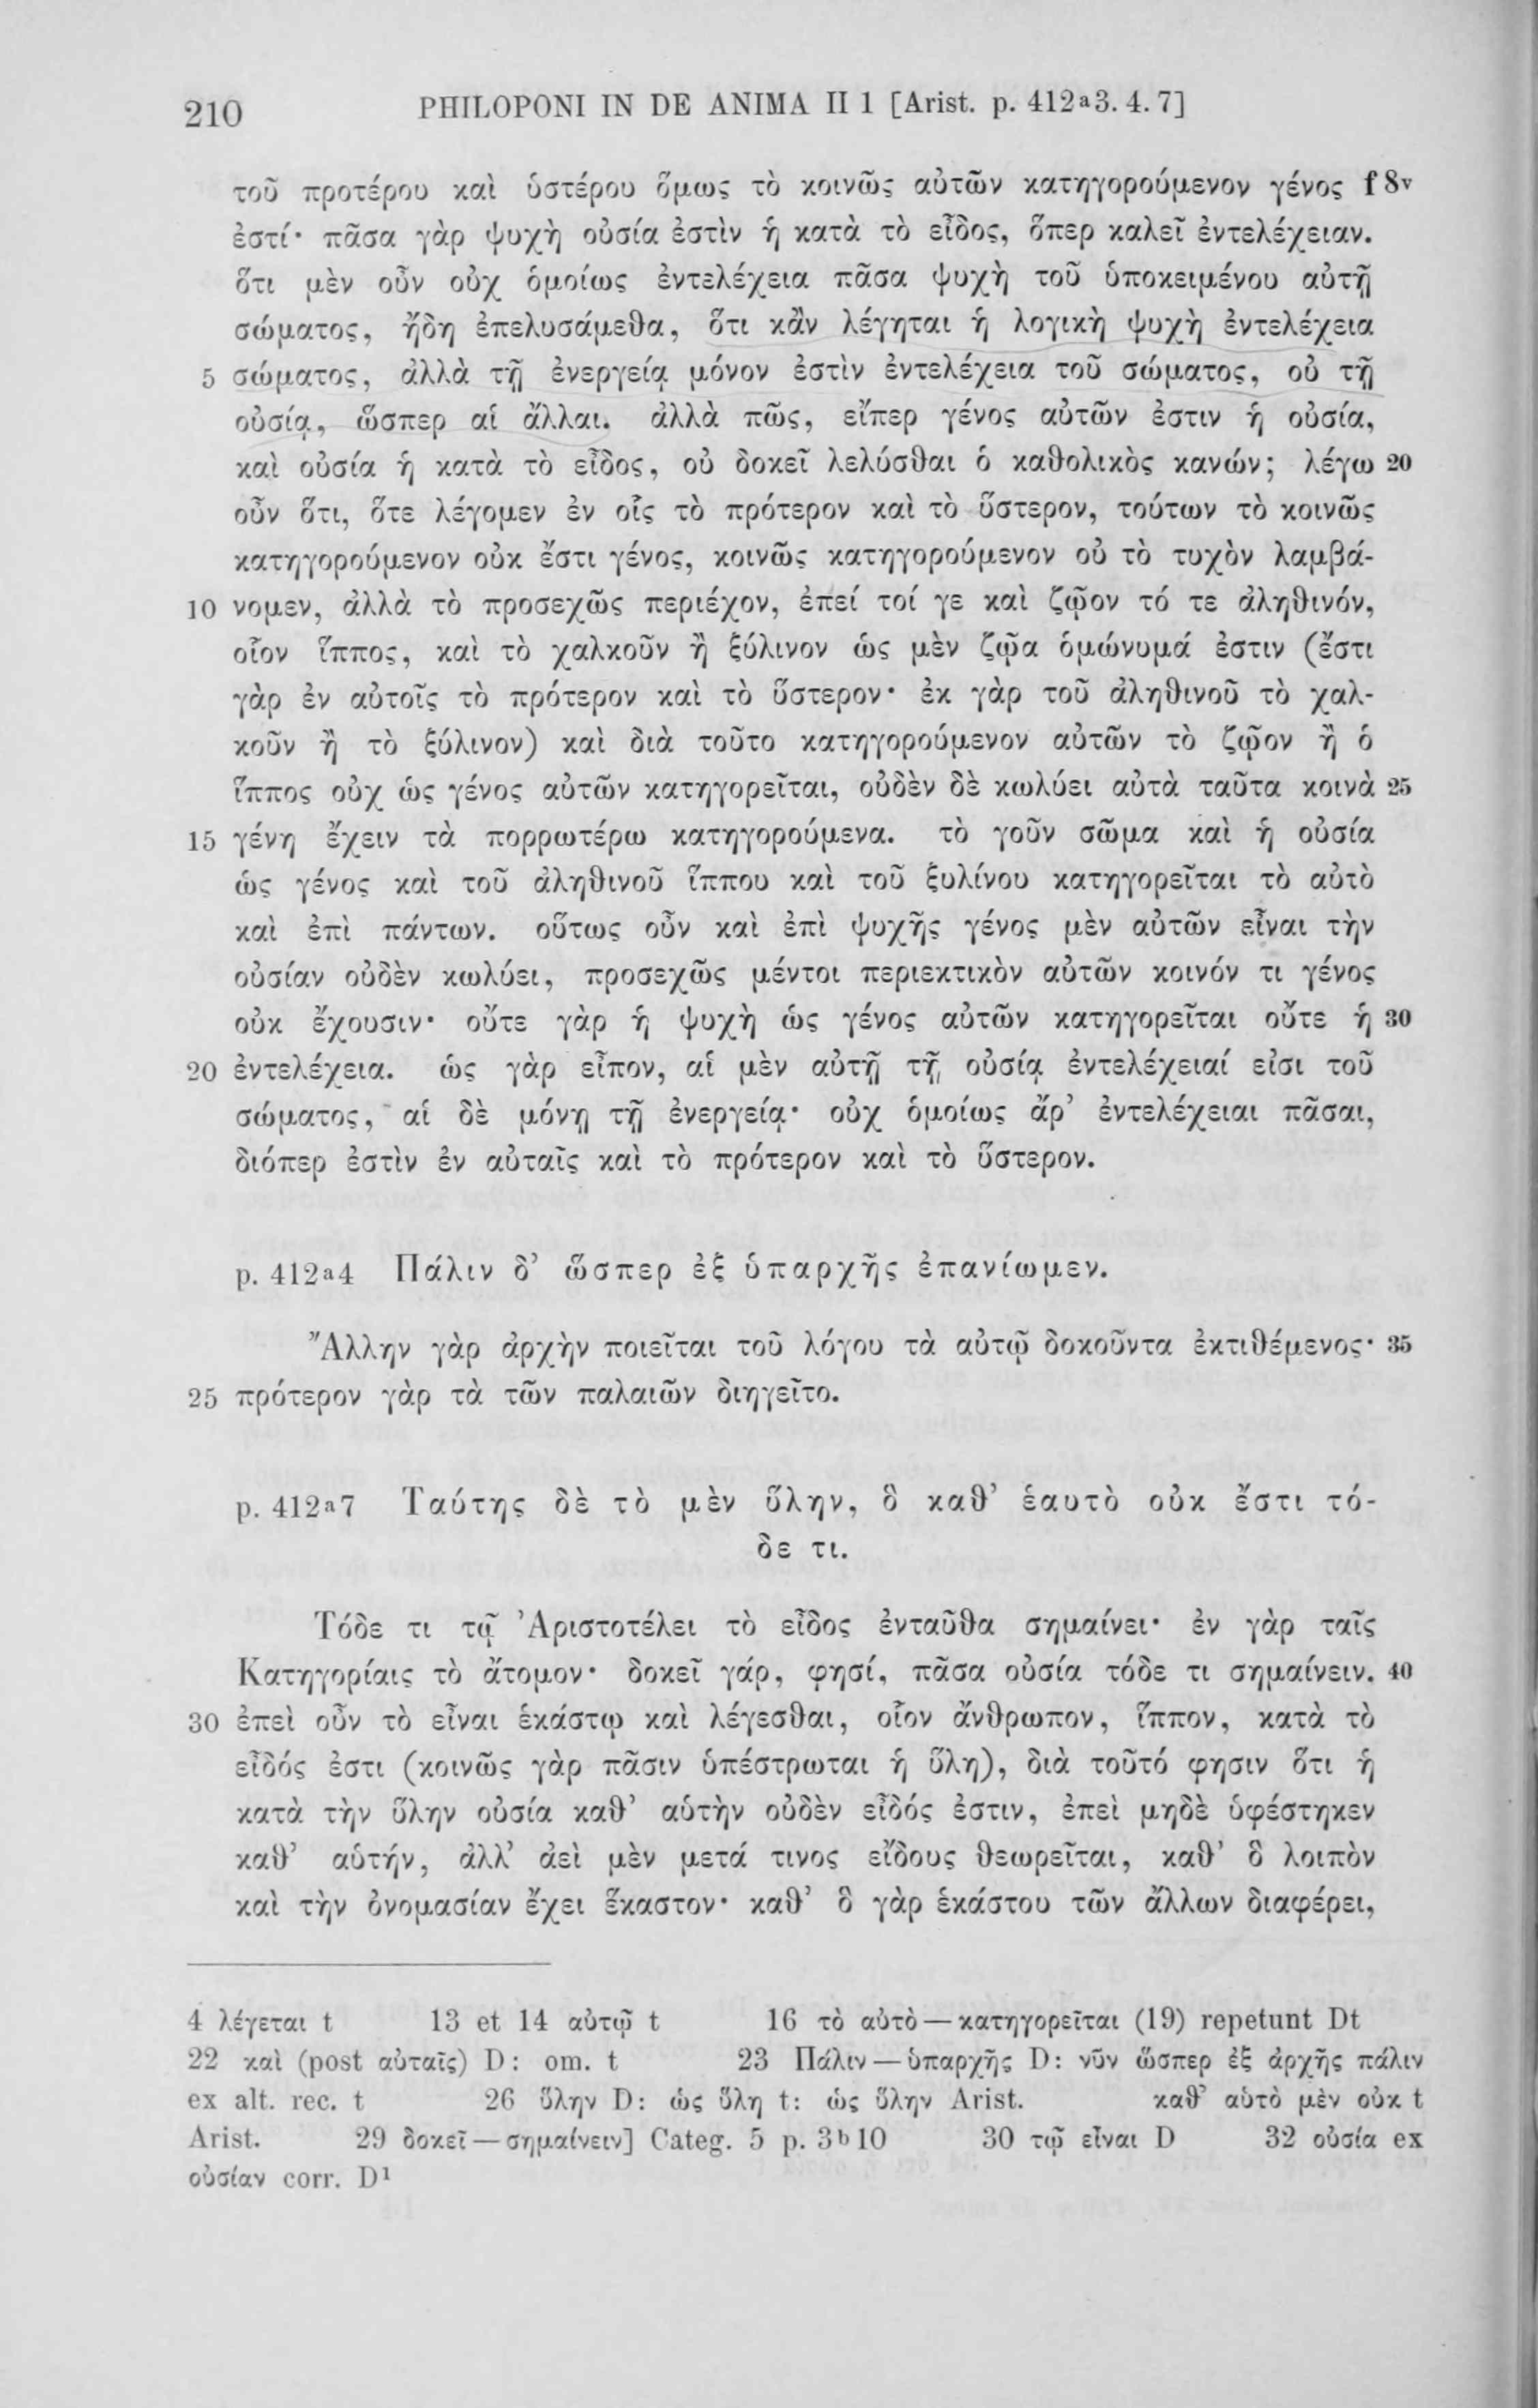 210 PHILOPONI IN DE ANIMA II 1 [Arist. p. 412ª3. 4. 7]
τοῦ προτέρου καὶ ὑστέρου ὅμως τὸ κοινῶς αὐτῶν κατηγορούμενον γένος f 8v
ἐστί· πᾶσα γὰρ ψυχὴ οὐσία ἐστὶν ἡ κατὰ τὸ εἶδος, ὅπερ καλεῖ ἐντελέχειαν.
ὅτι μὲν οὖν οὐχ ὁμοίως ἐντελέχεια πᾶσα ψυχὴ τοῦ ὑποκειμένου αὐτῇ
σώματος, ἤδη ἐπελυσάμεθα, ὅτι κἂν λέγηται ἡ λογικὴ ψυχὴ ἐντελέχεια
5 σώματος, ἀλλὰ τῇ ἐνεργείᾳ μόνον ἐστὶν ἐντελέχεια τοῦ σώματος, οὐ τῇ
οὐσίᾳ, ὥσπερ αἱ ἄλλαι. ἀλλὰ πῶς, εἴπερ γένος αὐτῶν ἐστιν ἡ οὐσία,
καὶ οὐσία ἡ κατὰ τὸ εἶδος, οὐ δοκεῖ λελύσθαι ὁ καθολικὸς κανών; λέγω 20
οὖν ὅτι, ὅτε λέγομεν ἐν οἷς τὸ πρότερον καὶ τὸ ὕστερον, τούτων τὸ κοινῶς
κατηγορούμενον οὐκ ἔστι γένος, κοινῶς κατηγορούμενον οὐ τὸ τυχὸν λαμβά-
10 νομεν, ἀλλὰ τὸ προσεχῶς περιέχον, ἐπεί τοί γε καὶ ζῷον τό τε ἀληθινόν,
οἷον ἵππος, καὶ τὸ χαλκοῦν ἢ ξύλινον ὡς μὲν ζῷα ὁμώνυμά ἐστιν (ἔστι
γὰρ ἐν αὐτοῖς τὸ πρότερον καὶ τὸ ὕστερον· ἐκ γὰρ τοῦ ἀληθινοῦ τὸ χαλ-
κοῦν ἢ τὸ ξύλινον) καὶ διὰ τοῦτο κατηγορούμενον αὐτῶν τὸ ζῷον ἢ ὁ
ἵππος οὐχ ὡς γένος αὐτῶν κατηγορεῖται, οὐδὲν δὲ κωλύει αὐτὰ ταῦτα κοινὰ 25
15 γένη ἔχειν τὰ πορρωτέρω κατηγορούμενα. τὸ γοῦν σῶμα καὶ ἡ οὐσία
ὡς γένος καὶ τοῦ ἀληθινοῦ ἵππου καὶ τοῦ ξυλίνου κατηγορεῖται τὸ αὐτὸ
καὶ ἐπὶ πάντων. οὕτως οὖν καὶ ἐπὶ ψυχῆς γένος μὲν αὐτῶν εἶναι τὴν
οὐσίαν οὐδὲν κωλύει, προσεχῶς μέντοι περιεκτικὸν αὐτῶν κοινόν τι γένος
οὐκ ἔχουσιν· οὔτε γὰρ ἡ ψυχὴ ὡς γένος αὐτῶν κατηγορεῖται οὔτε ἡ 30
20 ἐντελέχεια. ὡς γὰρ εἶπον, αἱ μὲν αὐτῇ τῇ οὐσίᾳ ἐντελέχειαί εἰσι τοῦ
σώματος, αἱ δὲ μόνῃ τῇ ἐνεργείᾳ· οὐχ ὁμοίως ἄρ’ ἐντελέχειαι πᾶσαι,
διόπερ ἐστὶν ἐν αὐταῖς καὶ τὸ πρότερον καὶ τὸ ὕστερον.
p. 412ª4 Πάλιν δ’ ὥσπερ ἐξ ὑπαρχῆς ἐπανίωμεν.
Ἄλλην γὰρ ἀρχὴν ποιεῖται τοῦ λόγου τὰ αὐτῷ δοκοῦντα ἐκτιθέμενος· 35
25 πρότερον γὰρ τὰ τῶν παλαιῶν διηγεῖτο.
p. 412ª7 Ταύτης δὲ τὸ μὲν ὕλην, ὃ καθ’ ἑαυτὸ οὐκ ἔστι τό-
δε τι.
Τόδε τι τῷ Ἀριστοτέλει τὸ εἶδος ἐνταῦθα σημαίνει· ἐν γὰρ ταῖς
Κατηγορίαις τὸ ἄτομον· δοκεῖ γάρ, φησί, πᾶσα οὐσία τόδε τι σημαίνειν. 40
30 ἐπεὶ οὖν τὸ εἶναι ἑκάστῳ καὶ λέγεσθαι, οἷον ἄνθρωπον, ἵππον, κατὰ τὸ
εἶδός ἐστι (κοινῶς γὰρ πᾶσιν ὑπέστρωται ἡ ὕλη), διὰ τοῦτό φησιν ὅτι ἡ
κατὰ τὴν ὕλην οὐσία καθ’ αὑτὴν οὐδὲν εἶδός ἐστιν, ἐπεὶ μηδὲ ὑφέστηκεν
καθ’ αὑτήν, ἀλλ’ ἀεὶ μὲν μετά τινος εἴδους θεωρεῖται, καθ’ ὃ λοιπὸν
καὶ τὴν ὀνομασίαν ἔχει ἕκαστον· καθ’ ὃ γὰρ ἑκάστου τῶν ἄλλων διαφέρει,
4 λέγεται t 13 et 14 αὐτῷ t 16 τὸ αὐτὸ — κατηγορεῖται (19) repetunt Dt
22 καὶ (post αὐταῖς) D: om. t 23 Πάλιν — ὑπαρχῆς D: νῦν ὥσπερ ἐξ ἀρχῆς πάλιν
ex alt. rec. t 26 ὕλην D: ὡς ὕλη t: ὡς ὕλην Arist. καθ’ αὑτὸ μὲν οὐκ t
Arist. 29 δοκεῖ — σημαίνειν] Categ. 5 p. 3ᵇ10 30 τῷ εἶναι D 32 οὐσία ex
οὐσίαν corr. D¹